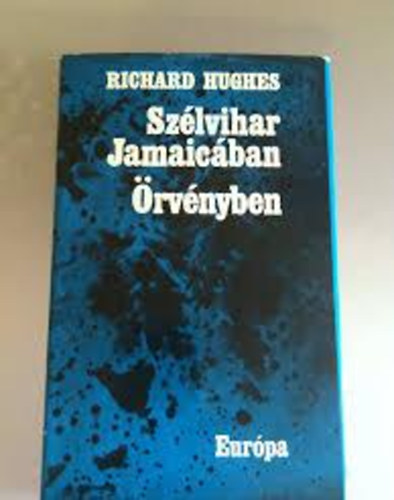 RICHARD HUGHES
Szélvihar
Jamaicában
Örvényben
Európa